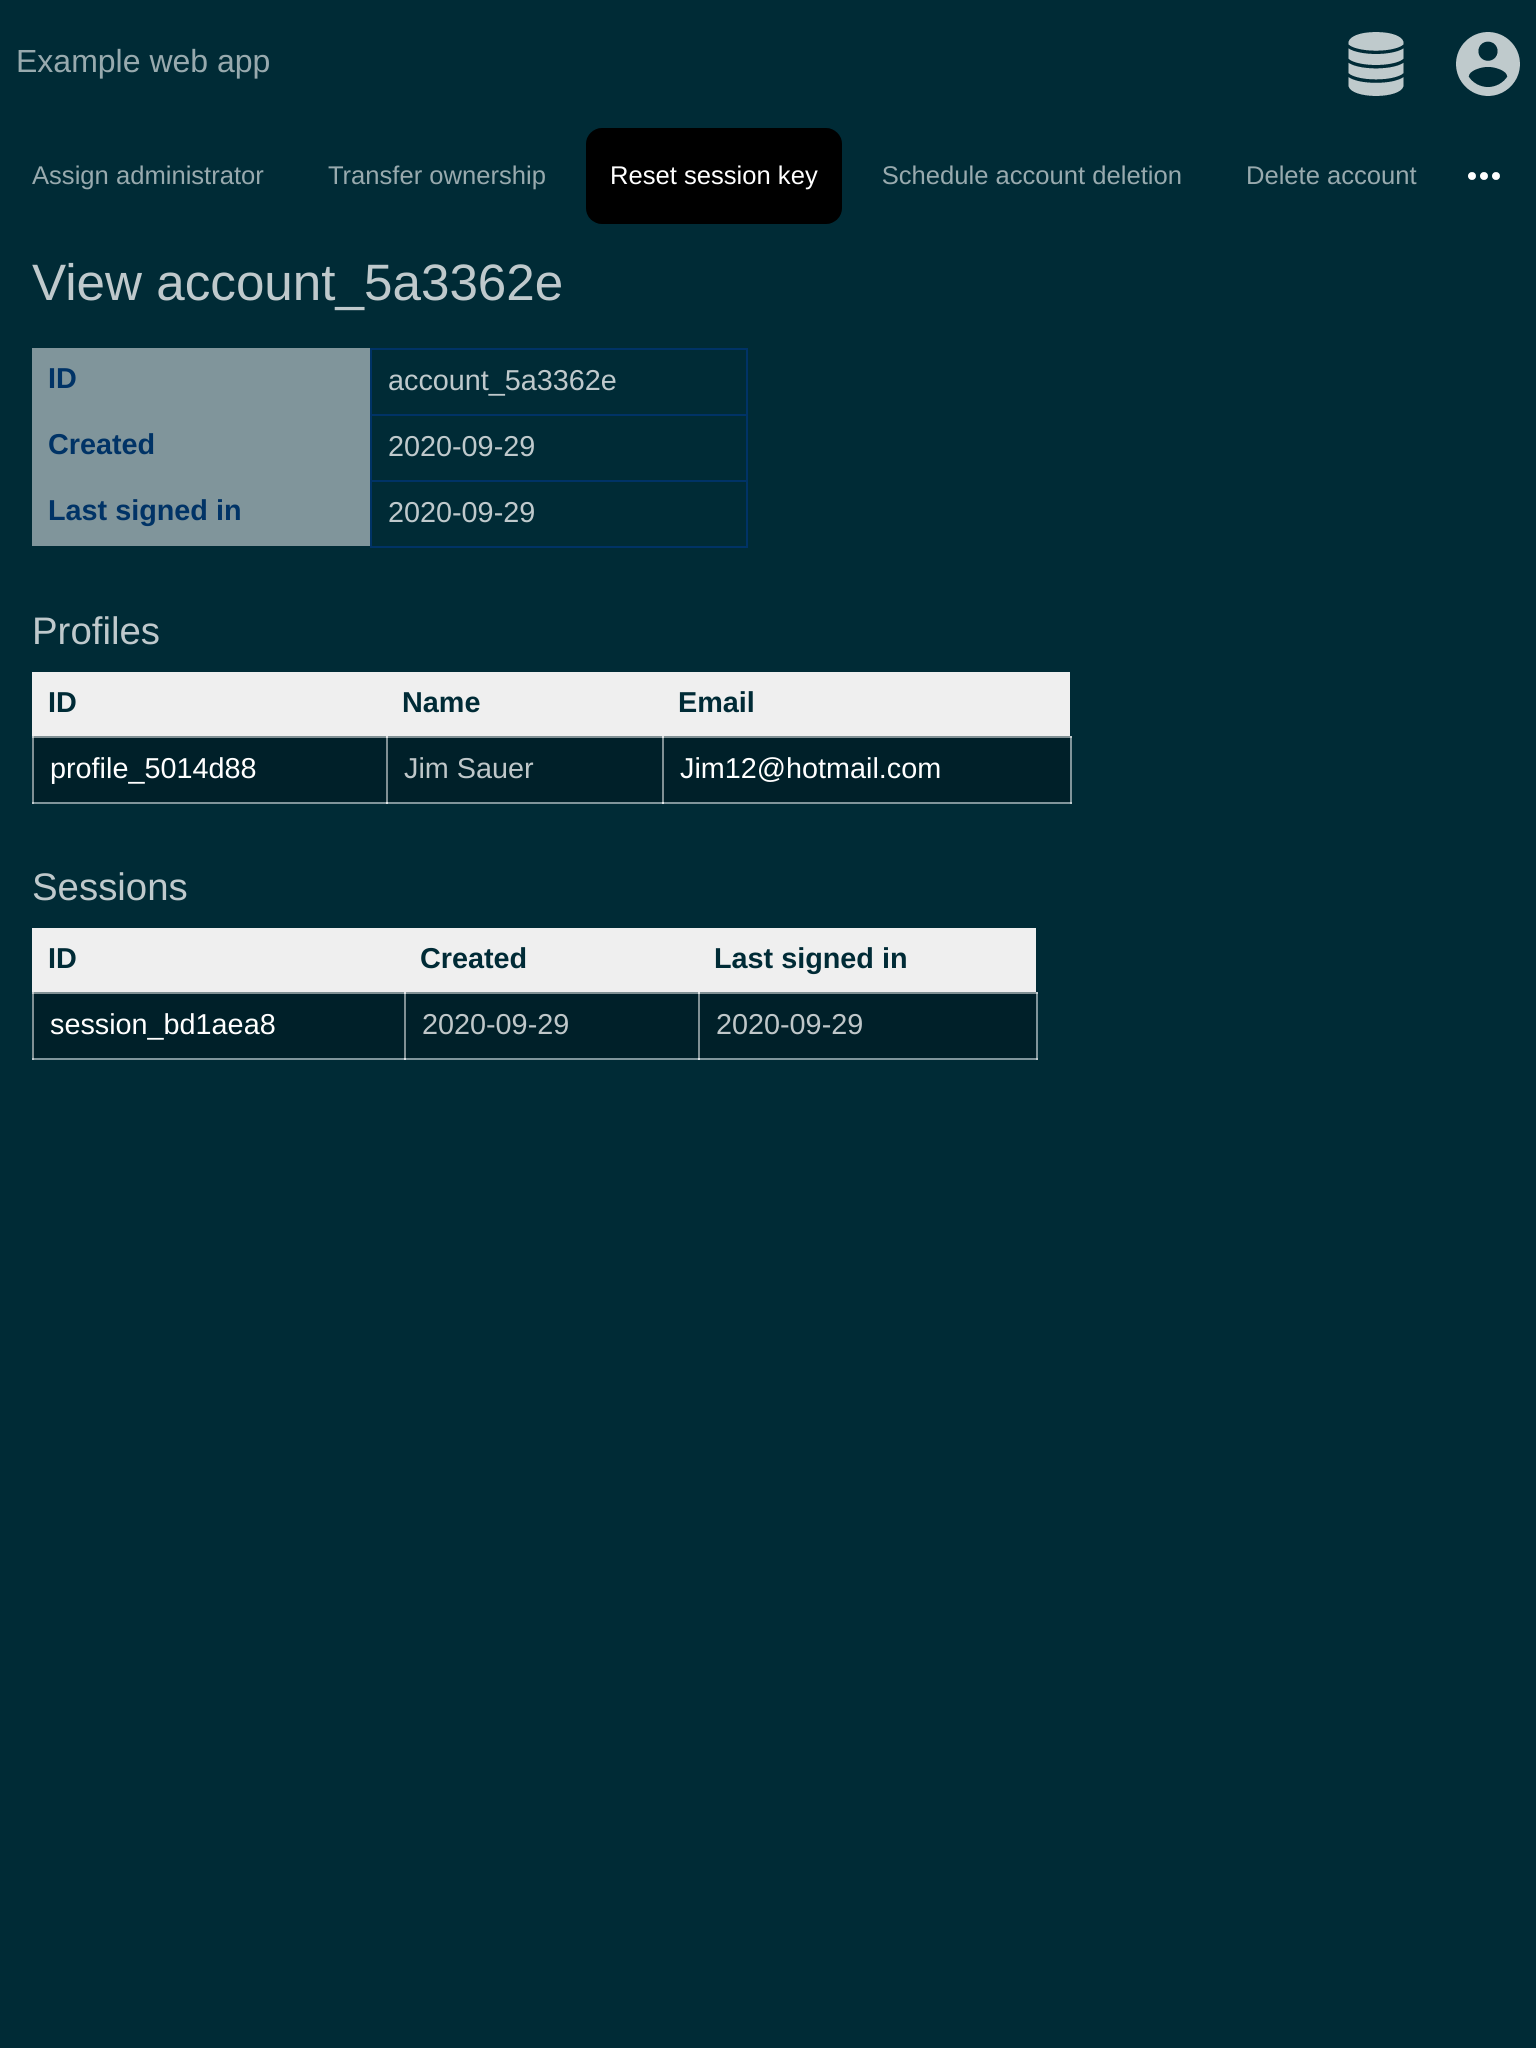 Example web app
Assign administrator Transfer ownership Reset session key Schedule account deletion Delete account
View account_5a3362e
ID account_5a3362e
Created 2020-09-29
Last signed in 2020-09-29
Profiles
ID Name Email
profile_5014d88 Jim Sauer Jim12@hotmail.com
Sessions
ID Created Last signed in
session_bd1aea8 2020-09-29 2020-09-29